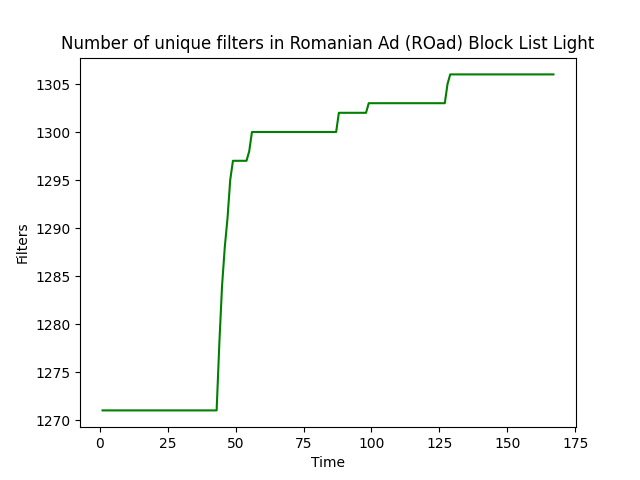 Number of unique filters in Romanian Ad (ROad) Block List Light
1305
1300
1295
1290
1285
1280
1275
1270
Filters
0 25 50 75 100 125 150 175
Time